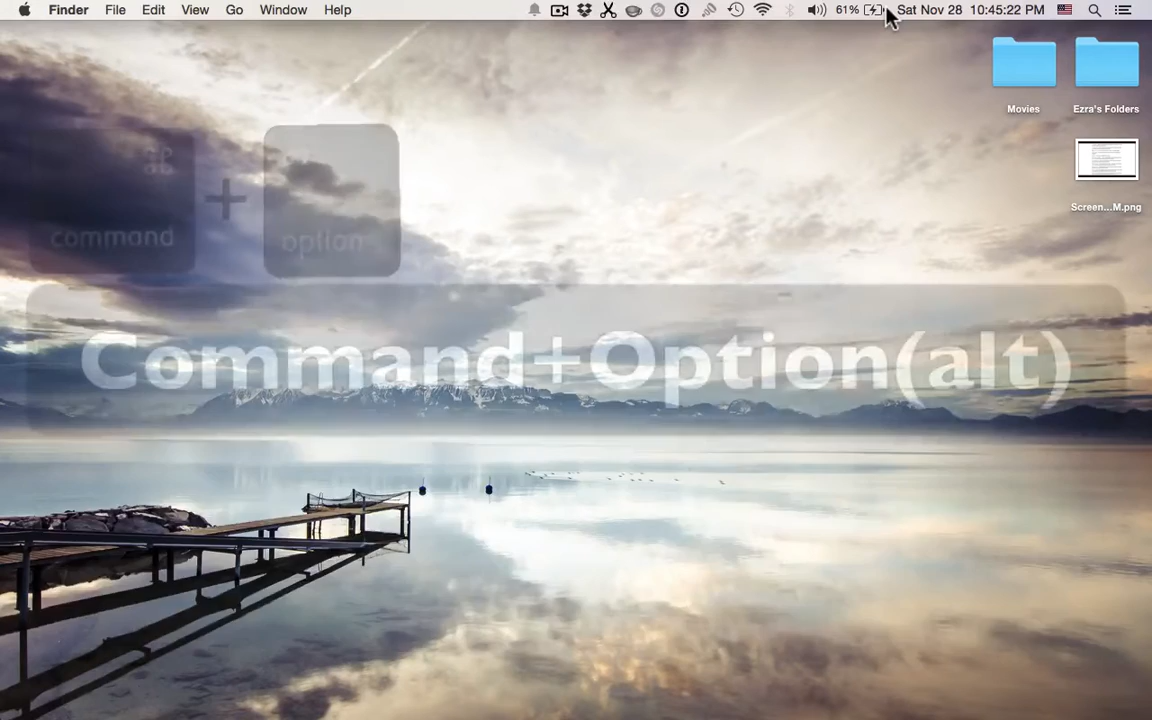 Finder File Edit View Go Window Help 61% Sat Nov 28 10:45:22 PM
Movies Ezra's Folders
Screen...M.png
⌘
+
command option
Command+Option(alt)